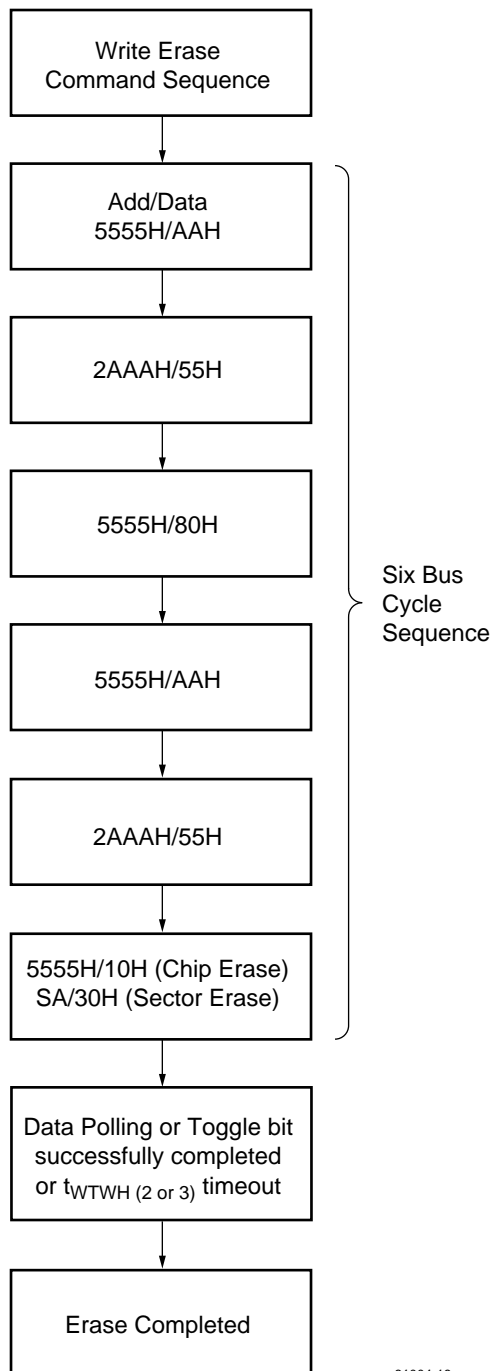 Write Erase
Command Sequence
Add/Data
5555H/AAH
2AAAH/55H
5555H/80H
5555H/AAH
2AAAH/55H
5555H/10H (Chip Erase)
SA/30H (Sector Erase)
Six Bus
Cycle
Sequence
Data Polling or Toggle bit
successfully completed
or tWTWH (2 or 3) timeout
Erase Completed